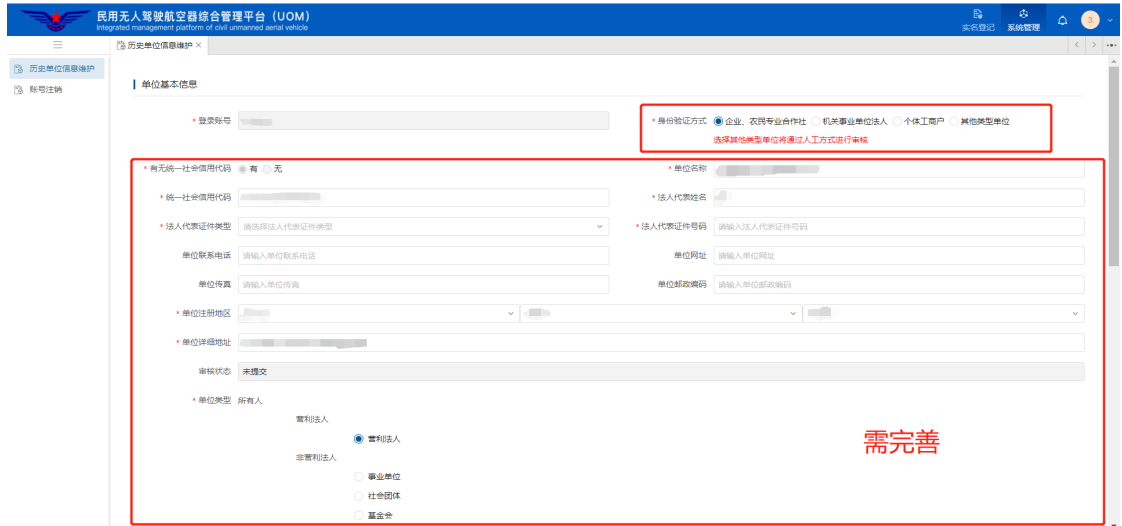 民用无人驾驶航空器综合管理平台（UOM）
Integrated management platform of civil unmanned aerial vehicle
实名登记 系统管理 3
历史单位信息维护 ×
历史单位信息维护
账号注销
单位基本信息
* 登录账号
* 身份验证方式 企业、农民专业合作社 机关事业单位法人 个体工商户 其他类型单位
选择其他类型单位将通过人工方式进行审核
* 有无统一社会信用代码 有 无
* 单位名称
* 统一社会信用代码
* 法人代表姓名
* 法人代表证件类型 请选择法人代表证件类型
* 法人代表证件号码 请输入法人代表证件号码
单位联系电话 请输入单位联系电话
单位网址 请输入单位网址
单位传真 请输入单位传真
单位邮政编码 请输入单位邮政编码
* 单位注册地区
* 单位详细地址
审核状态 未提交
* 单位类型 所有人
营利法人
营利法人
非营利法人
事业单位
社会团体
基金会
需完善